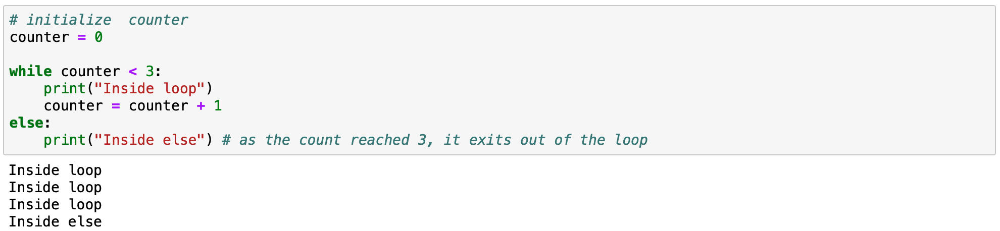 # initialize  counter
counter = 0

while counter < 3:
    print("Inside loop")
    counter = counter + 1
else:
    print("Inside else") # as the count reached 3, it exits out of the loop
Inside loop
Inside loop
Inside loop
Inside else